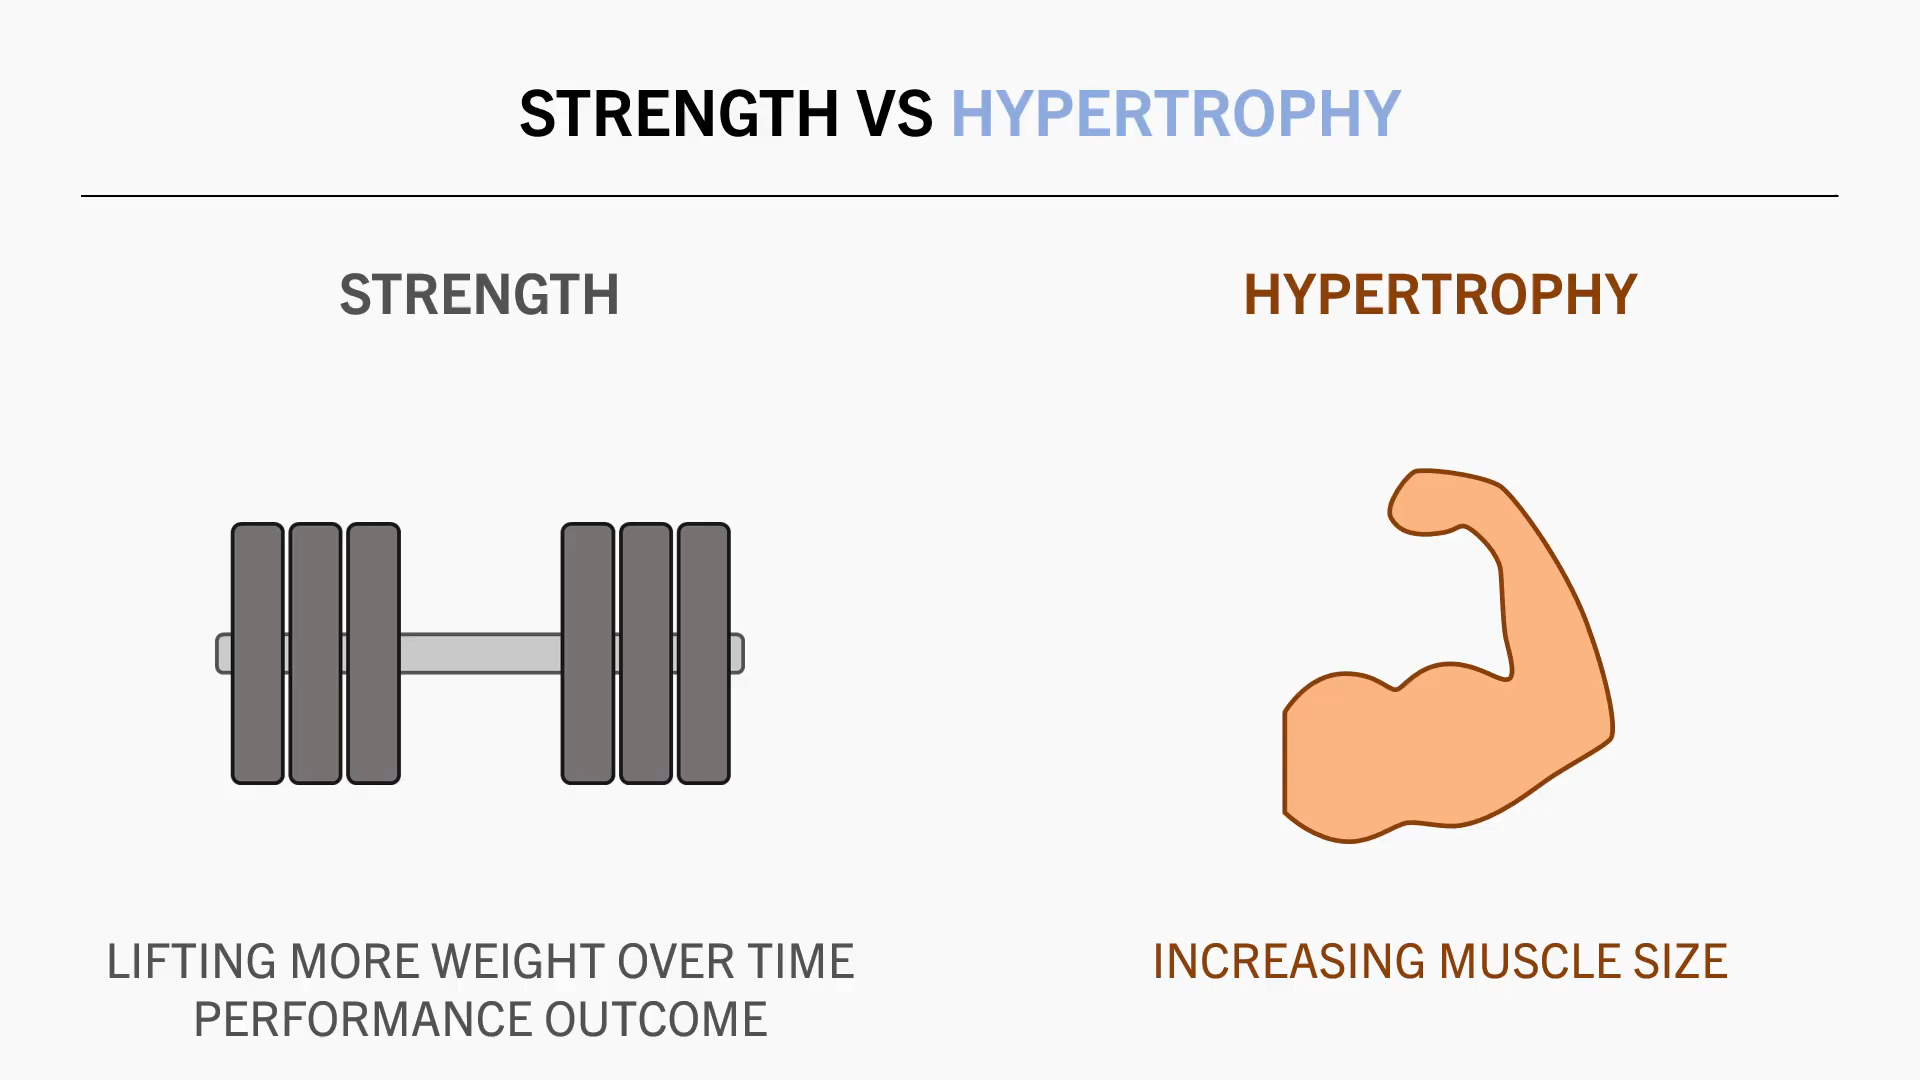 STRENGTH VS HYPERTROPHY
STRENGTH
HYPERTROPHY
LIFTING MORE WEIGHT OVER TIME
PERFORMANCE OUTCOME
INCREASING MUSCLE SIZE